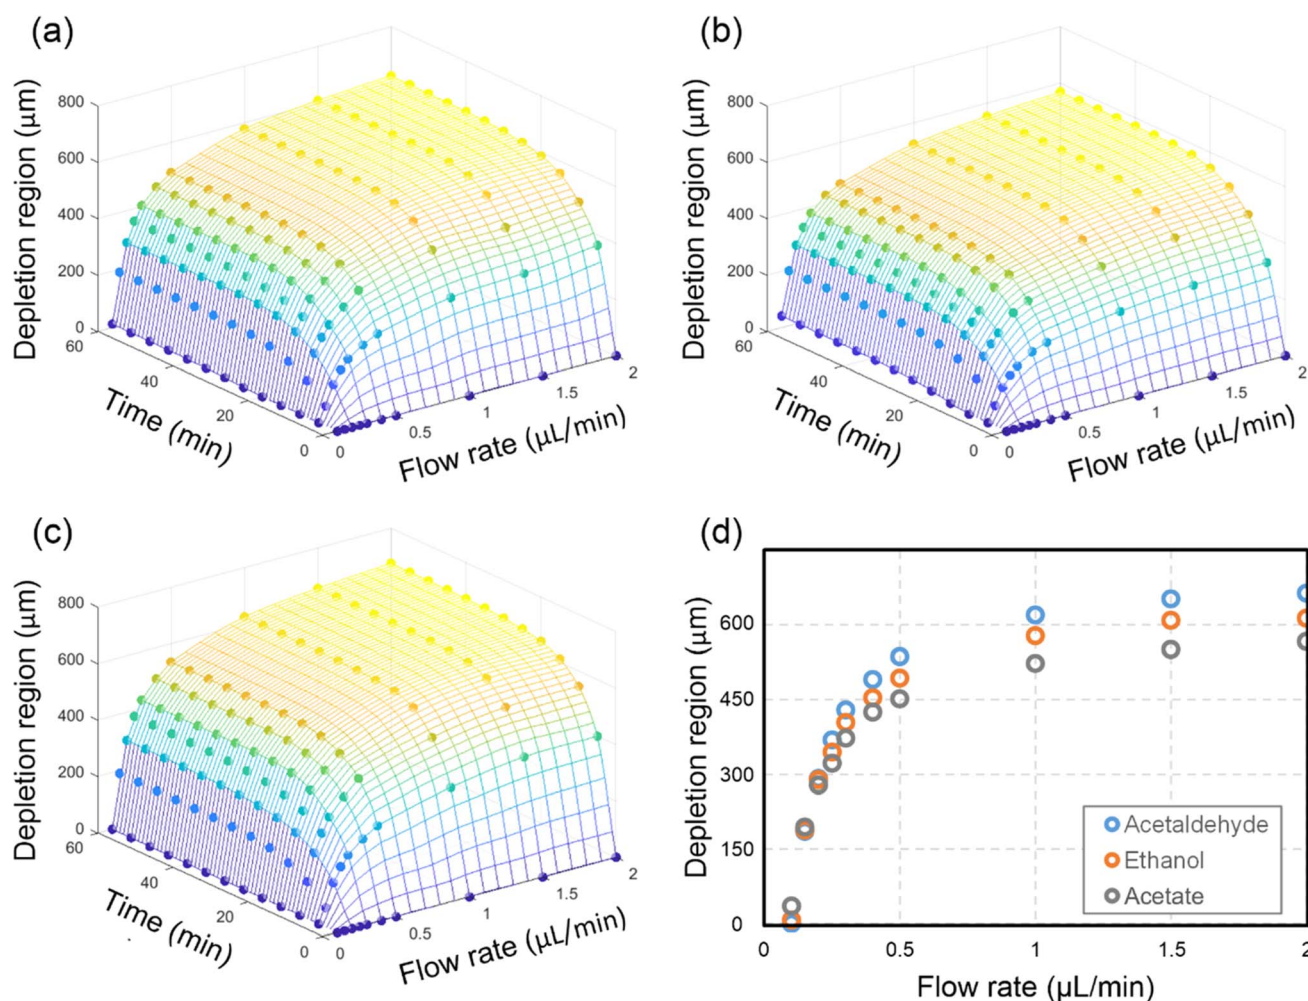 (a)
Depletion region (µm)
800
600
400
200
0
60
40
20
0
Time (min)
0
0.5
1
1.5
2
Flow rate (µL/min)
(b)
Depletion region (µm)
800
600
400
200
0
60
40
20
0
Time (min)
0
0.5
1
1.5
2
Flow rate (µL/min)
(c)
Depletion region (µm)
800
600
400
200
0
60
40
20
0
Time (min)
0
0.5
1
1.5
2
Flow rate (µL/min)
(d)
Depletion region (µm)
600
450
300
150
0
Acetaldehyde
Ethanol
Acetate
0
0.5
1
1.5
2
Flow rate (µL/min)